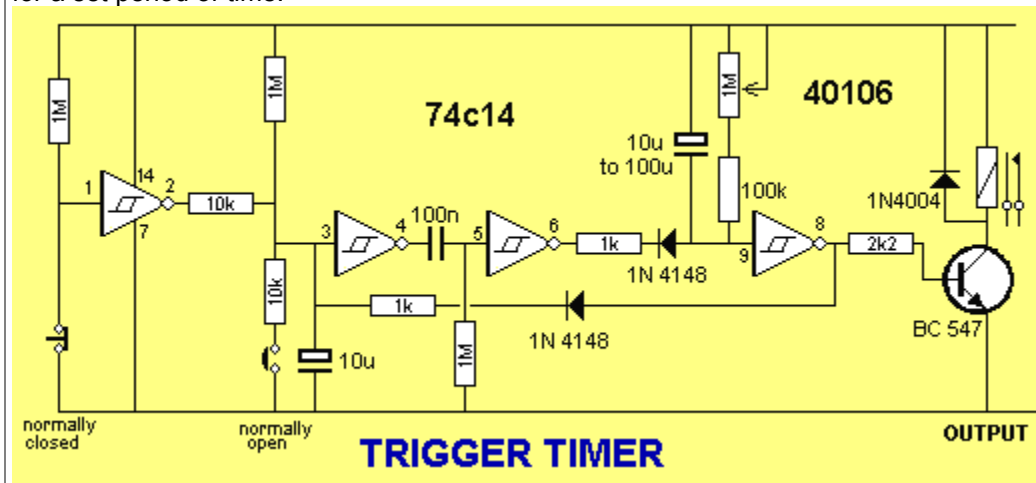 for a set period of time.
1M
1M
74c14
10u
to 100u
1M
40106
1
14
2
7
10k
3
4
100n
5
6
1k
1N 4148
100k
9
8
2k2
1N4004
BC 547
10k
10u
1k
1M
1N 4148
normally
closed
normally
open
TRIGGER TIMER
OUTPUT